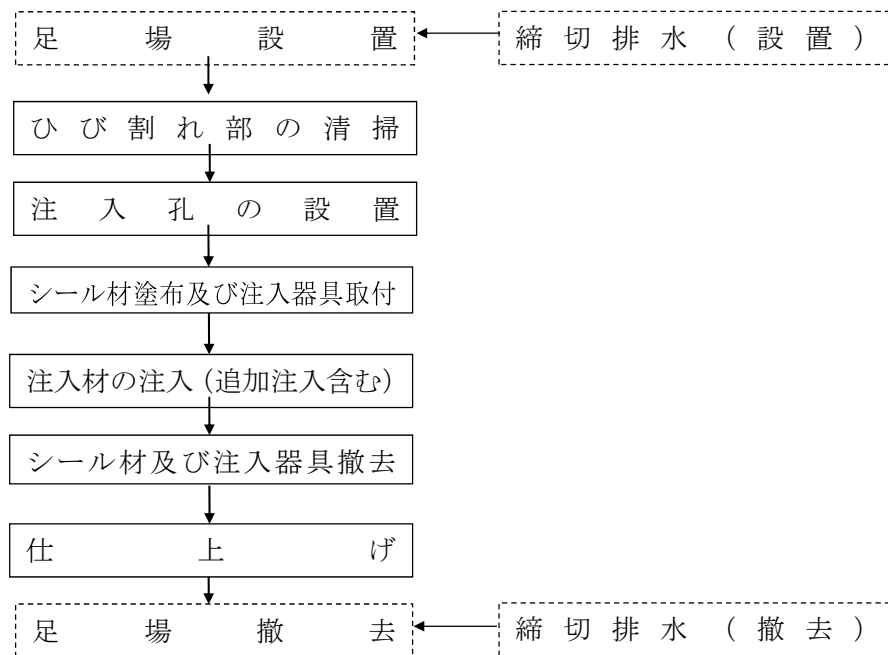 足場設置
締切排水(設置)
ひび割れ部の清掃
注入孔の設置
シール材塗布及び注入器具取付
注入材の注入(追加注入含む)
シール材及び注入器具撤去
仕上げ
足場撤去
締切排水(撤去)